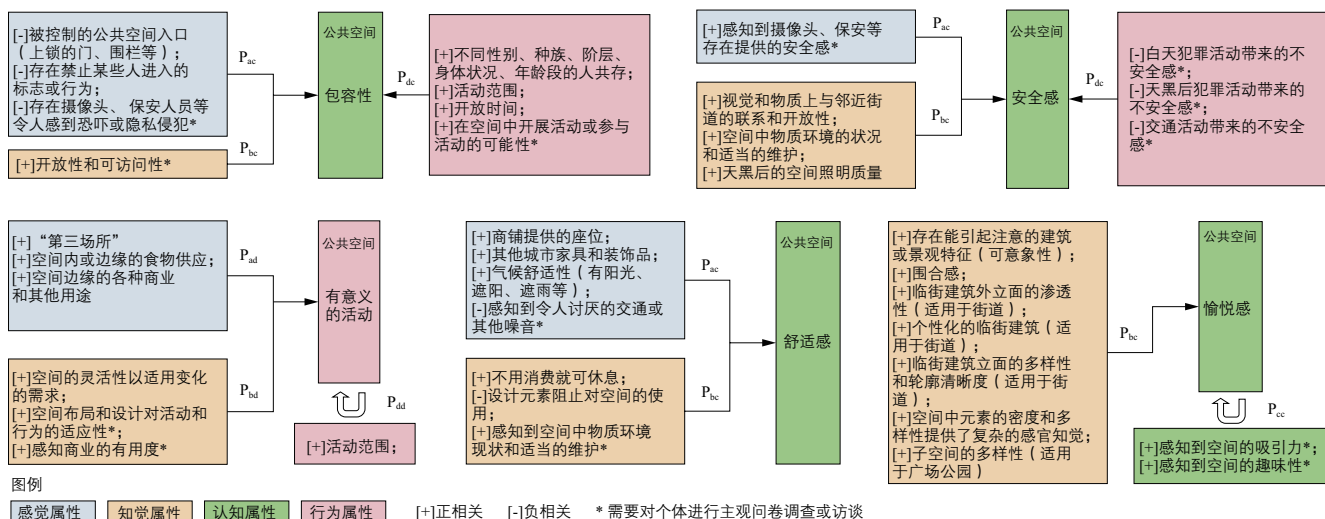 [-]被控制的公共空间入口
（上锁的门、围栏等）；
[-]存在禁止某些人进入的
标志或行为；
[-]存在摄像头、保安人员等
令人感到恐吓或隐私侵犯*
[+]开放性和可访问性*
Pac
Pbc
公共空间
包容性
Pdc
[+]不同性别、种族、阶层、
身体状况、年龄段的人共存；
[+]活动范围；
[+]开放时间；
[+]在空间中开展活动或参与
活动的可能性*
[+]感知到摄像头、保安等
存在提供的安全感*
[+]视觉和物质上与邻近街
道的联系和开放性；
[+]空间中物质环境的状况
和适当的维护；
[+]天黑后的空间照明质量
Pac
Pbc
公共空间
安全感
Pdc
[-]白天犯罪活动带来的不
安全感*；
[-]天黑后犯罪活动带来的
不安全感*；
[-]交通活动带来的不安全
感*
[+]“第三场所”
[+]空间内或边缘的食物供应；
[+]空间边缘的各种商业
和其他用途
[+]空间的灵活性以适用变化
的需求；
[+]空间布局和设计对活动和
行为的适应性*；
[+]感知商业的有用度*
Pad
Pbd
公共空间
有意义
的活动
Pdd
[+]活动范围；
[+]商铺提供的座位；
[+]其他城市家具和装饰品；
[+]气候舒适性（有阳光、
遮阳、遮雨等）；
[-]感知到令人讨厌的交通或
其他噪音*
[+]不用消费就可休息；
[-]设计元素阻止对空间的使
用；
[+]感知到空间中物质环境
现状和适当的维护*
Pac
Pbc
公共空间
舒适感
[+]存在能引起注意的建筑
或景观特征（可意象性）；
[+]围合感；
[+]临街建筑外立面的渗透
性（适用于街道）；
[+]个性化的临街建筑（适
用于街道）；
[+]临街建筑立面的多样性
和轮廓清晰度（适用于街
道）；
[+]空间中元素的密度和多
样性提供了复杂的感官知觉；
[+]子空间的多样性（适用
于广场公园）
Pbc
公共空间
愉悦感
Pcc
[+]感知到空间的吸引力*；
[+]感知到空间的趣味性*
图例
感觉属性
知觉属性
认知属性
行为属性
[+]正相关 [-]负相关 *需要对个体进行主观问卷调查或访谈